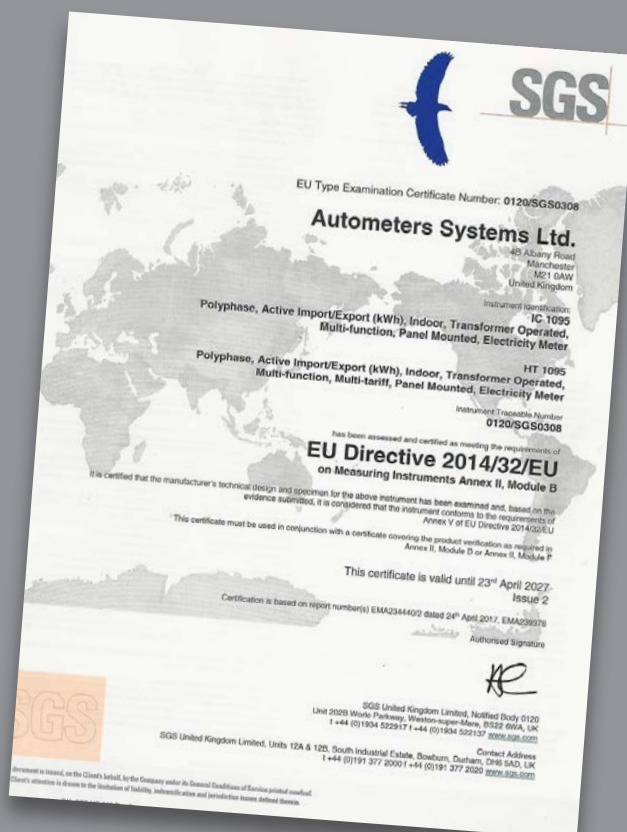 SGS
EU Type Examination Certificate Number: 0120/SGS0308
Autometers Systems Ltd.
4B Albany Road
Manchester
M21 0AW
United Kingdom
Instrument Identification:
IC 1095
Polyphase, Active Import/Export (kWh), Indoor, Transformer Operated,
Multi-function, Panel Mounted, Electricity Meter
HT 1095
Polyphase, Active Import/Export (kWh), Indoor, Transformer Operated,
Multi-function, Multi-tariff, Panel Mounted, Electricity Meter
Instrument Traceable Number
0120/SGS0308
has been assessed and certified as meeting the requirements of
EU Directive 2014/32/EU
on Measuring Instruments Annex II, Module B
It is certified that the manufacturer's technical design and specimen for the above instrument has been examined and, based on the
evidence submitted, it is considered that the instrument conforms to the requirements of
Annex V of EU Directive 2014/32/EU
This certificate must be used in conjunction with a certificate covering the product verification as required in
Annex II, Module D or Annex II, Module F
This certificate is valid until 23rd April 2027
Issue 2
Certification is based on report number(s) EMA234440/2 dated 24th April 2017, EMA239378
Authorised Signature
SGS United Kingdom Limited, Notified Body 0120
Unit 202B Worle Parkway, Weston-super-Mare, BS22 6WA, UK
t +44 (0)1934 522917 f +44 (0)1934 522137 www.sgs.com
Contact Address
SGS United Kingdom Limited, Units 12A & 12B, South Industrial Estate, Bowburn, Durham, DH6 5AD, UK
t +44 (0)191 377 2000 f +44 (0)191 377 2020 www.sgs.com
SGS
document is issued, on the Client's behalf, by the Company under its General Conditions of Service printed overleaf.
Client's attention is drawn to the limitation of liability, indemnification and jurisdiction issues defined therein.